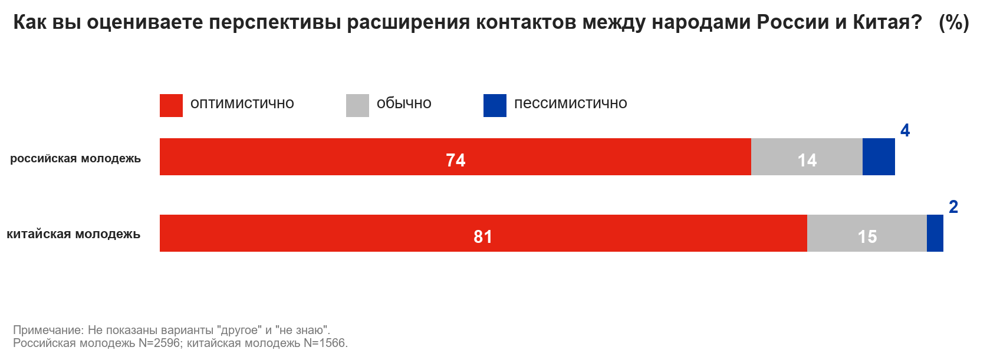 Как вы оцениваете перспективы расширения контактов между народами России и Китая? (%)
оптимистично обычно пессимистично
4
российская молодежь 74 14
2
китайская молодежь 81 15
Примечание: Не показаны варианты "другое" и "не знаю".
Российская молодежь N=2596; китайская молодежь N=1566.